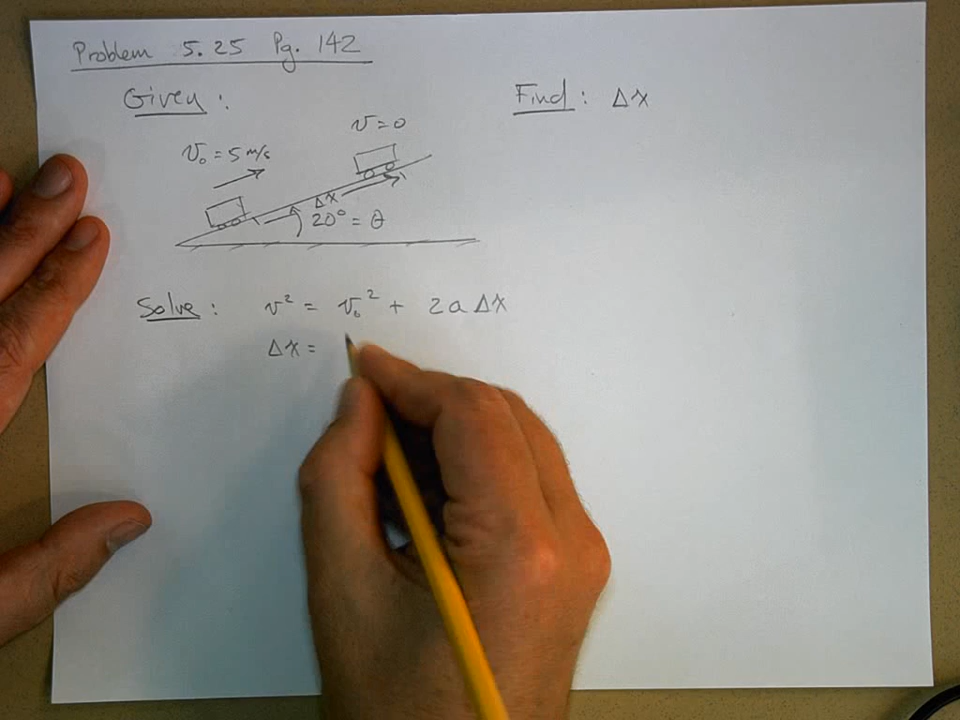 Problem 5.25 Pg. 142
Given:
Find: Δx
v=0
v₀ = 5 m/s
Δx
20° = θ
Solve: v² = v₀² + 2aΔx
Δx =